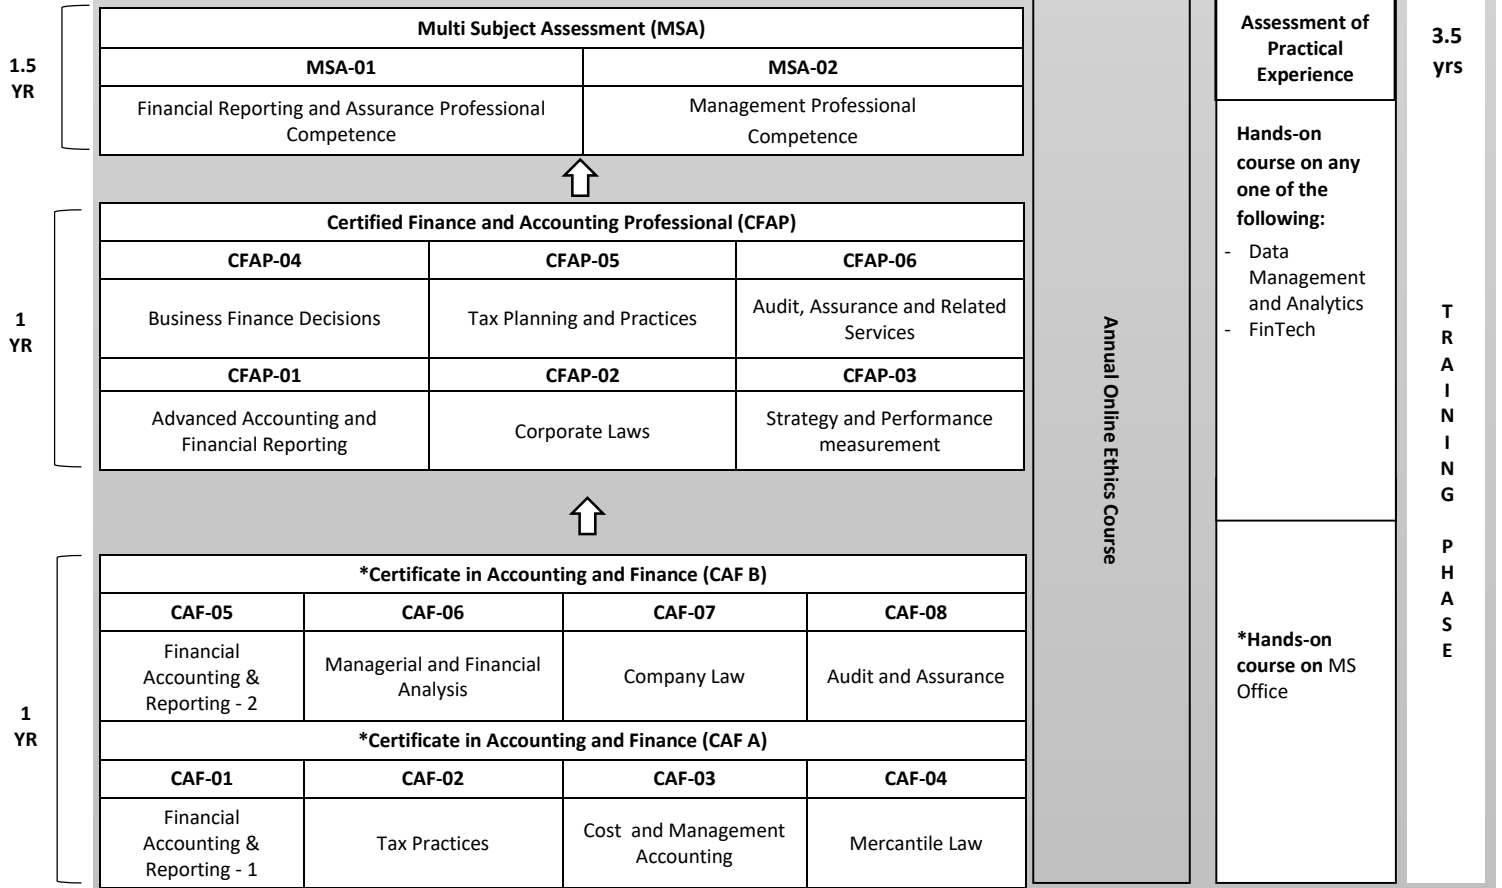 1.5
YR
Multi Subject Assessment (MSA)
MSA-01
MSA-02
Financial Reporting and Assurance Professional
Competence
Management Professional
Competence
1
YR
Certified Finance and Accounting Professional (CFAP)
CFAP-04
CFAP-05
CFAP-06
Business Finance Decisions
Tax Planning and Practices
Audit, Assurance and Related
Services
CFAP-01
CFAP-02
CFAP-03
Advanced Accounting and
Financial Reporting
Corporate Laws
Strategy and Performance
measurement
1
YR
*Certificate in Accounting and Finance (CAF B)
CAF-05
CAF-06
CAF-07
CAF-08
Financial
Accounting &
Reporting - 2
Managerial and Financial
Analysis
Company Law
Audit and Assurance
*Certificate in Accounting and Finance (CAF A)
CAF-01
CAF-02
CAF-03
CAF-04
Financial
Accounting &
Reporting - 1
Tax Practices
Cost and Management
Accounting
Mercantile Law
Annual Online Ethics Course
Assessment of
Practical
Experience
Hands-on
course on any
one of the
following:
- Data
Management
and Analytics
- FinTech
*Hands-on
course on MS
Office
3.5
yrs
TRAINING PHASE